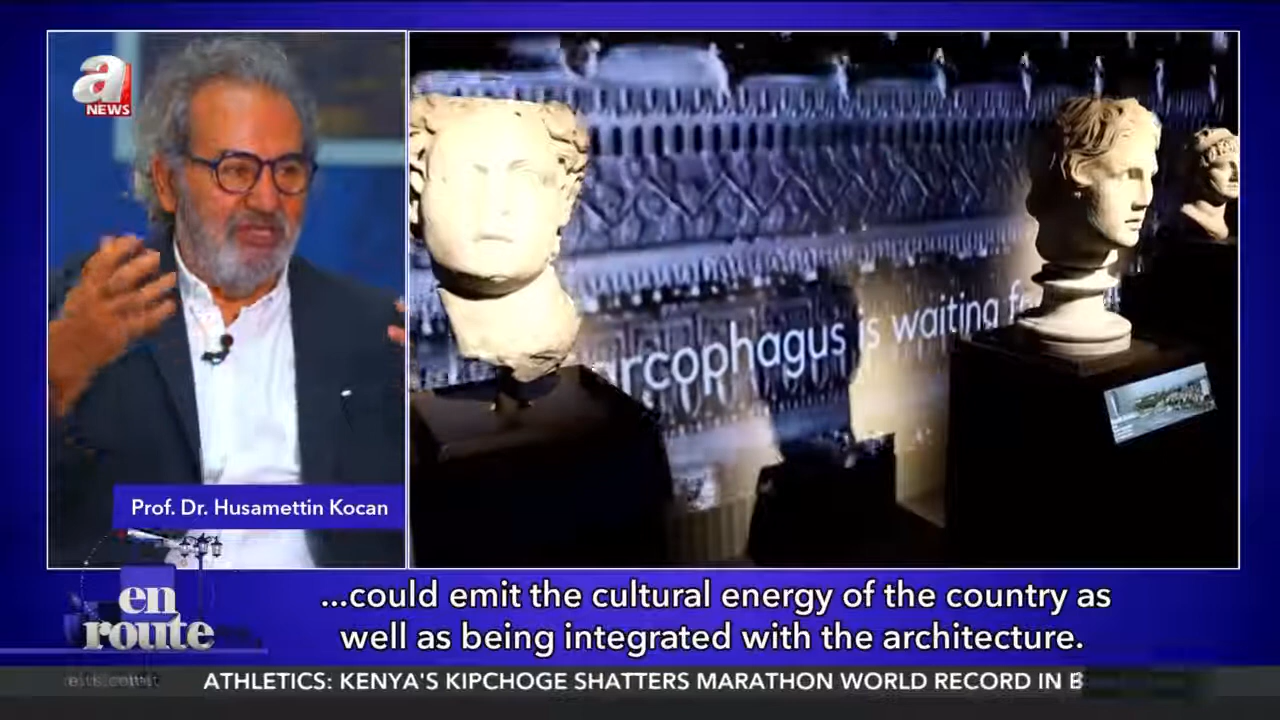 a
NEWS
arcophagus is waiting f
Prof. Dr. Husamettin Kocan
en
route
...could emit the cultural energy of the country as
well as being integrated with the architecture.
ATHLETICS: KENYA'S KIPCHOGE SHATTERS MARATHON WORLD RECORD IN B